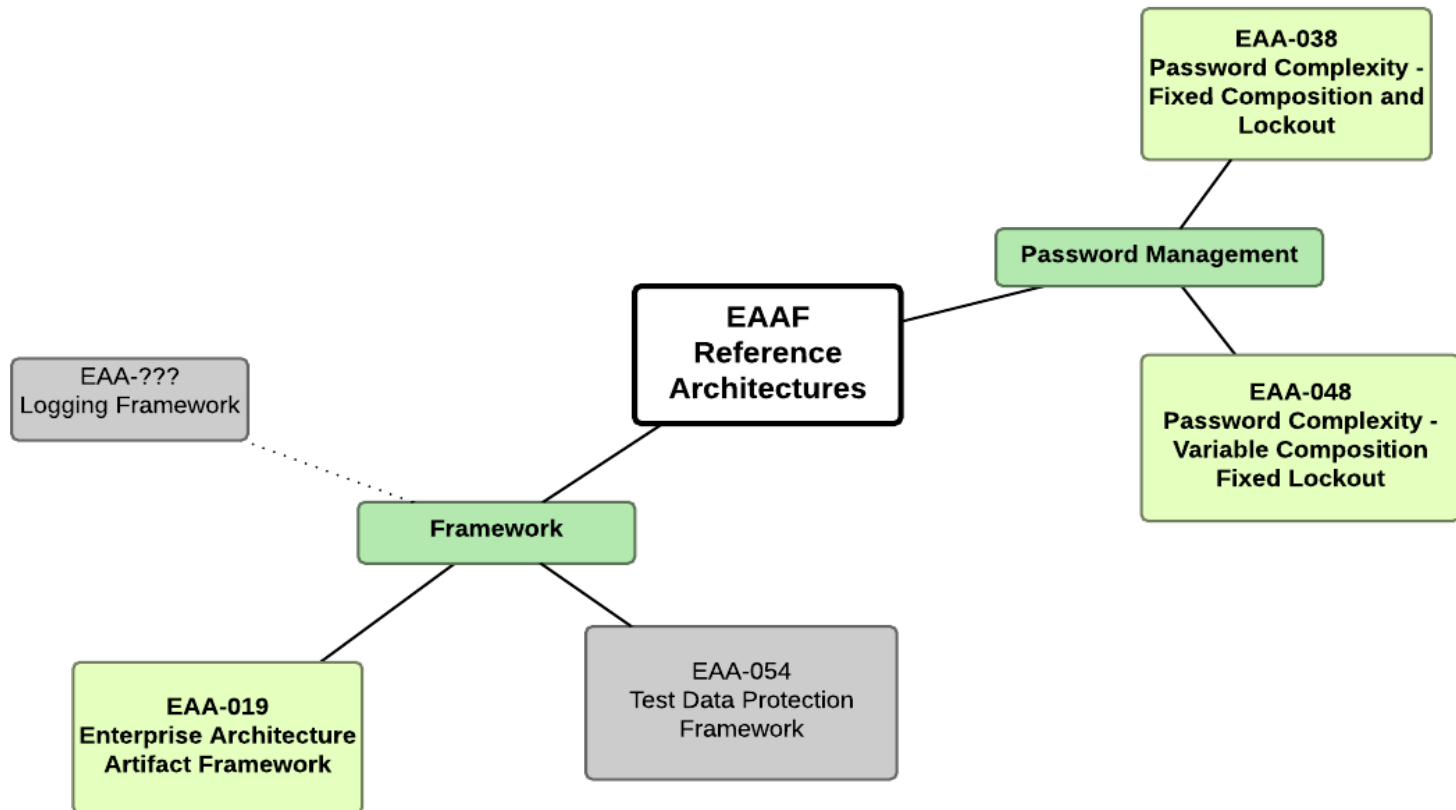 EAA-038
Password Complexity -
Fixed Composition and
Lockout
Password Management
EAAF
Reference
Architectures
EAA-???
Logging Framework
EAA-048
Password Complexity -
Variable Composition
Fixed Lockout
Framework
EAA-019
Enterprise Architecture
Artifact Framework
EAA-054
Test Data Protection
Framework